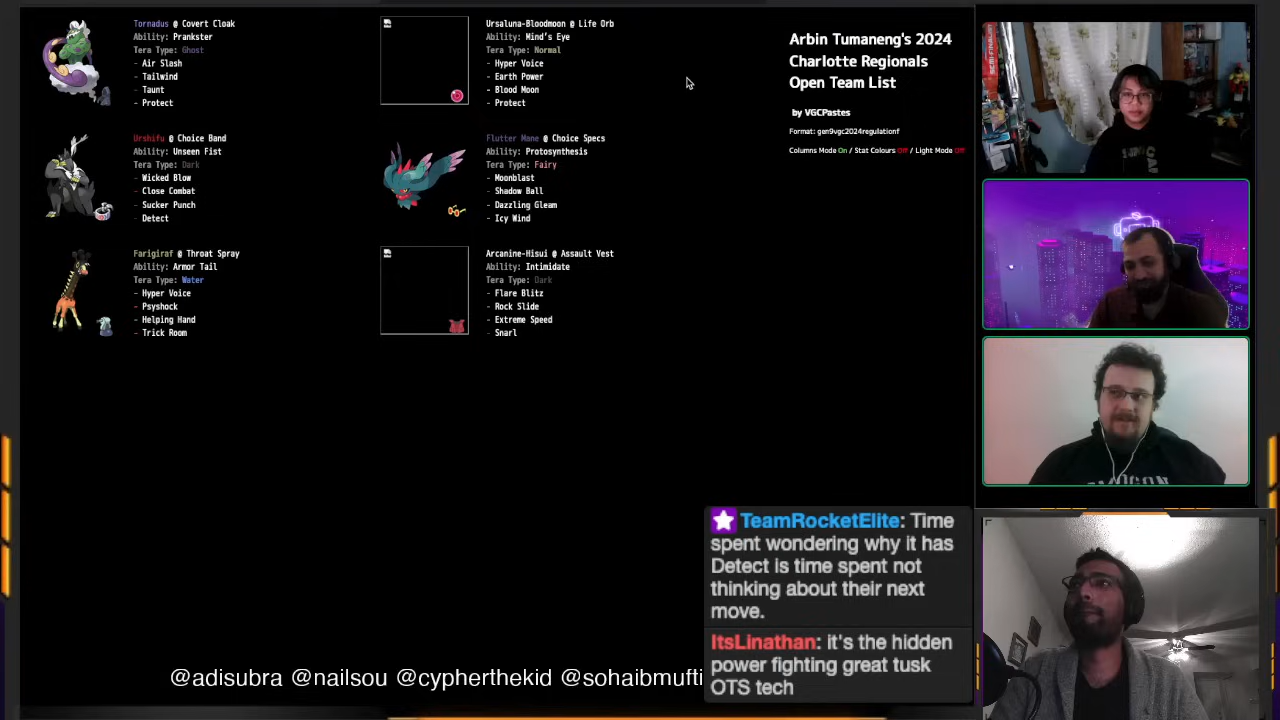 Tornadus @ Covert Cloak
Ability: Prankster
Tera Type: Ghost
- Air Slash
- Tailwind
- Taunt
- Protect
Ursaluna-Bloodmoon @ Life Orb
Ability: Mind's Eye
Tera Type: Normal
- Hyper Voice
- Earth Power
- Blood Moon
- Protect
Urshifu @ Choice Band
Ability: Unseen Fist
Tera Type: Dark
- Wicked Blow
- Close Combat
- Sucker Punch
- Detect
Flutter Mane @ Choice Specs
Ability: Protosynthesis
Tera Type: Fairy
- Moonblast
- Shadow Ball
- Dazzling Gleam
- Icy Wind
Farigiraf @ Throat Spray
Ability: Armor Tail
Tera Type: Water
- Hyper Voice
- Psyshock
- Helping Hand
- Trick Room
Arcanine-Hisui @ Assault Vest
Ability: Intimidate
Tera Type: Dark
- Flare Blitz
- Rock Slide
- Extreme Speed
- Snarl
Arbin Tumaneng's 2024
Charlotte Regionals
Open Team List
by VGCPastes
Format: gen9vgc2024regulationf
Columns Mode On / Stat Colours Off / Light Mode Off
TeamRocketElite: Time
spent wondering why it has
Detect is time spent not
thinking about their next
move.
ItsLinathan: it's the hidden
power fighting great tusk
OTS tech
@adisubra @nailsou @cypherthekid @sohaibmufti